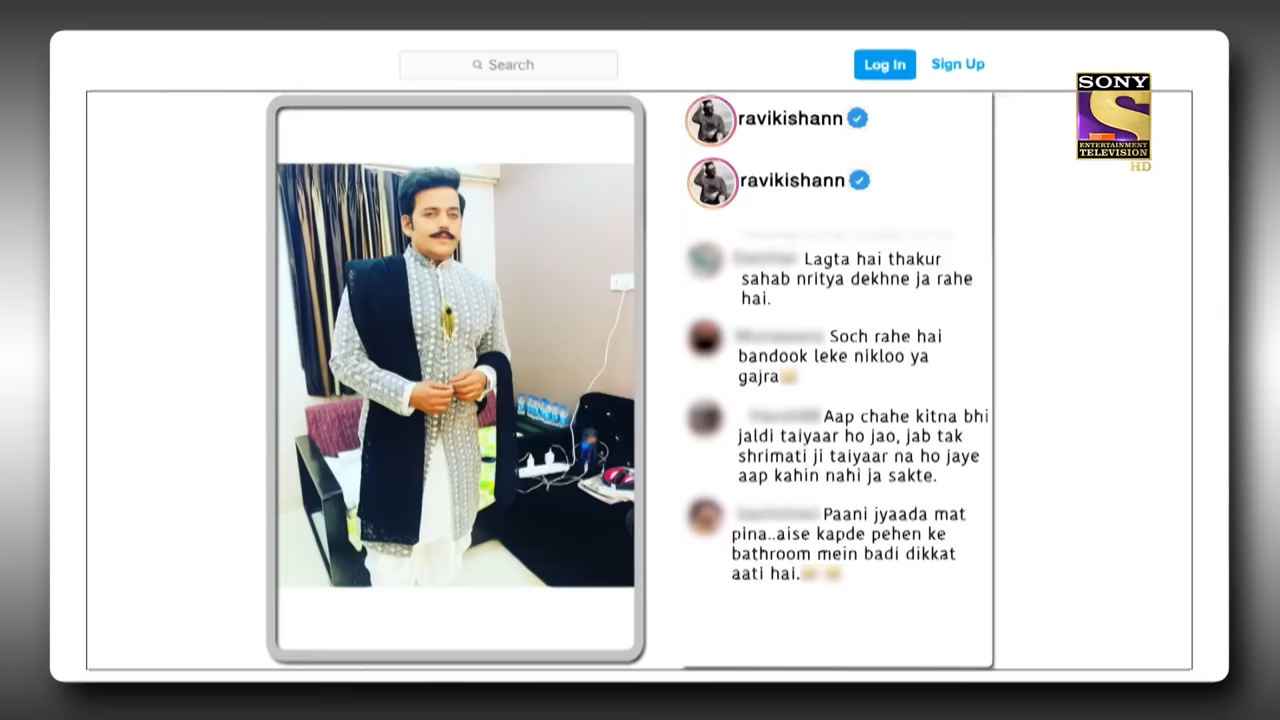 Search
Log In
Sign Up
SONY
ENTERTAINMENT
TELEVISION
HD
ravikishann
ravikishann
Lagta hai thakur
sahab nritya dekhne ja rahe
hai.
Soch rahe hai
bandook leke nikloo ya
gajra
Aap chahe kitna bhi
jaldi taiyaar ho jao, jab tak
shrimati ji taiyaar na ho jaye
aap kahin nahi ja sakte.
Paani jyaada mat
pina..aise kapde pehen ke
bathroom mein badi dikkat
aati hai.